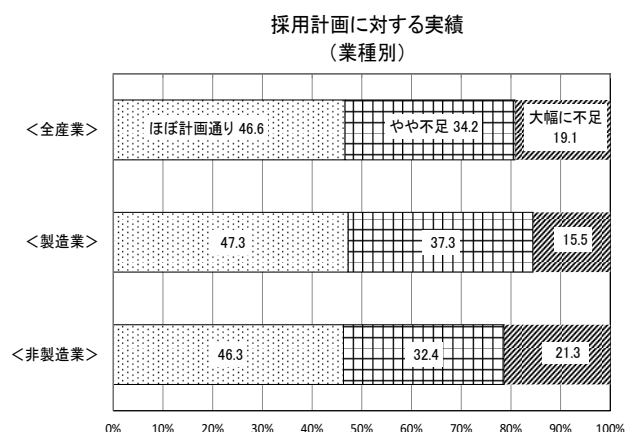 採用計画に対する実績
（業種別）
＜全産業＞
ほぼ計画通り 46.6
やや不足 34.2
大幅に不足
19.1
＜製造業＞
47.3
37.3
15.5
＜非製造業＞
46.3
32.4
21.3
0% 10% 20% 30% 40% 50% 60% 70% 80% 90% 100%